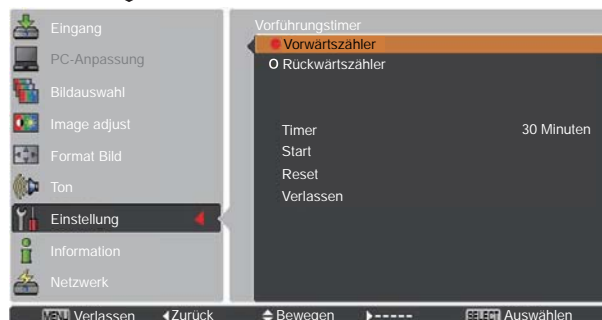 Eingang
PC-Anpassung
Bildauswahl
Image adjust
Format Bild
Ton
Einstellung
Information
Netzwerk
Vorführungstimer
Vorwärtszähler
Rückwärtszähler
Timer 30 Minuten
Start
Reset
Verlassen
MENU Verlassen Zurück Bewegen ----- SELECT Auswählen